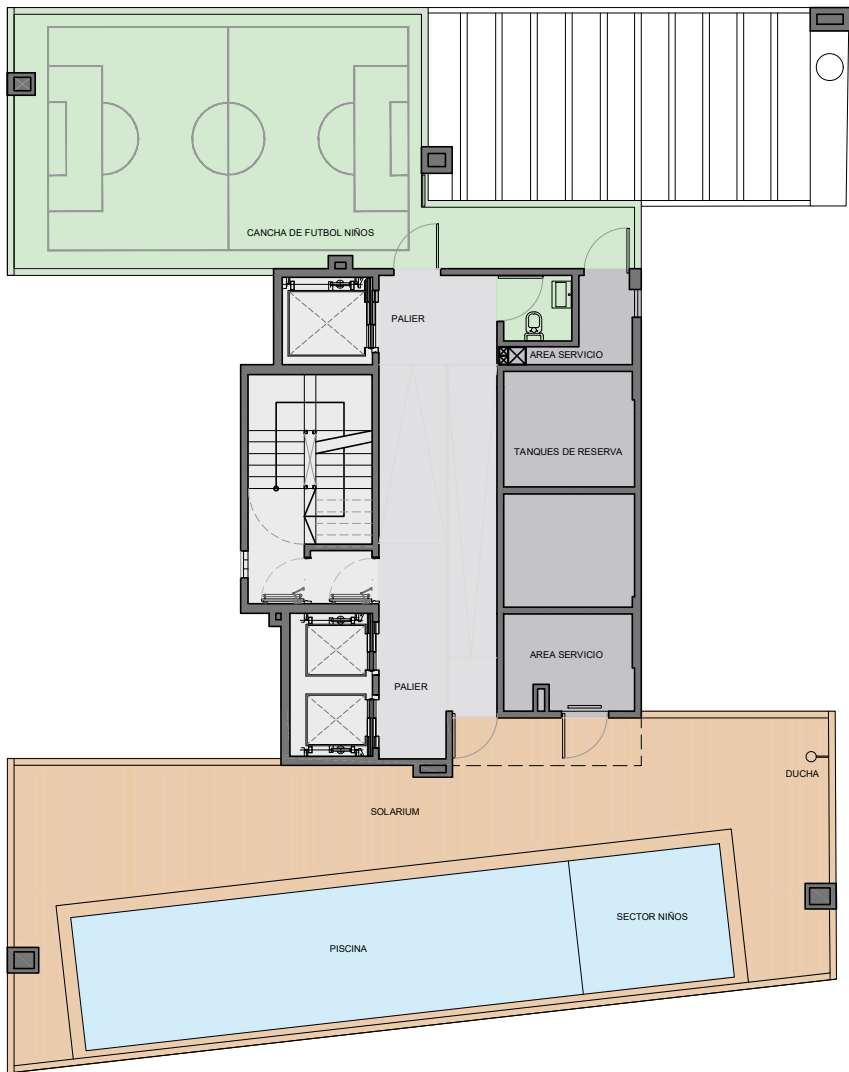 CANCHA DE FUTBOL NIÑOS
PALIER
AREA SERVICIO
TANQUES DE RESERVA
AREA SERVICIO
PALIER
DUCHA
SOLARIUM
SECTOR NIÑOS
PISCINA